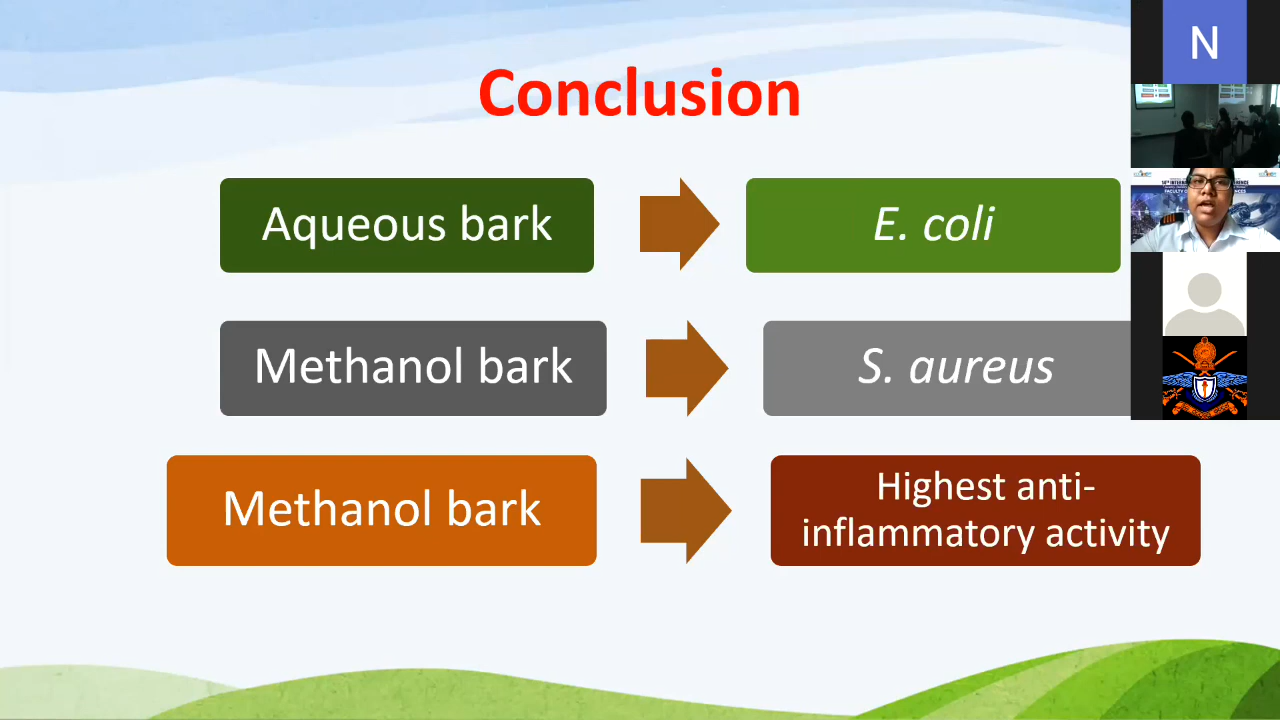 Conclusion
Aqueous bark
E. coli
Methanol bark
S. aureus
Methanol bark
Highest anti-
inflammatory activity
N